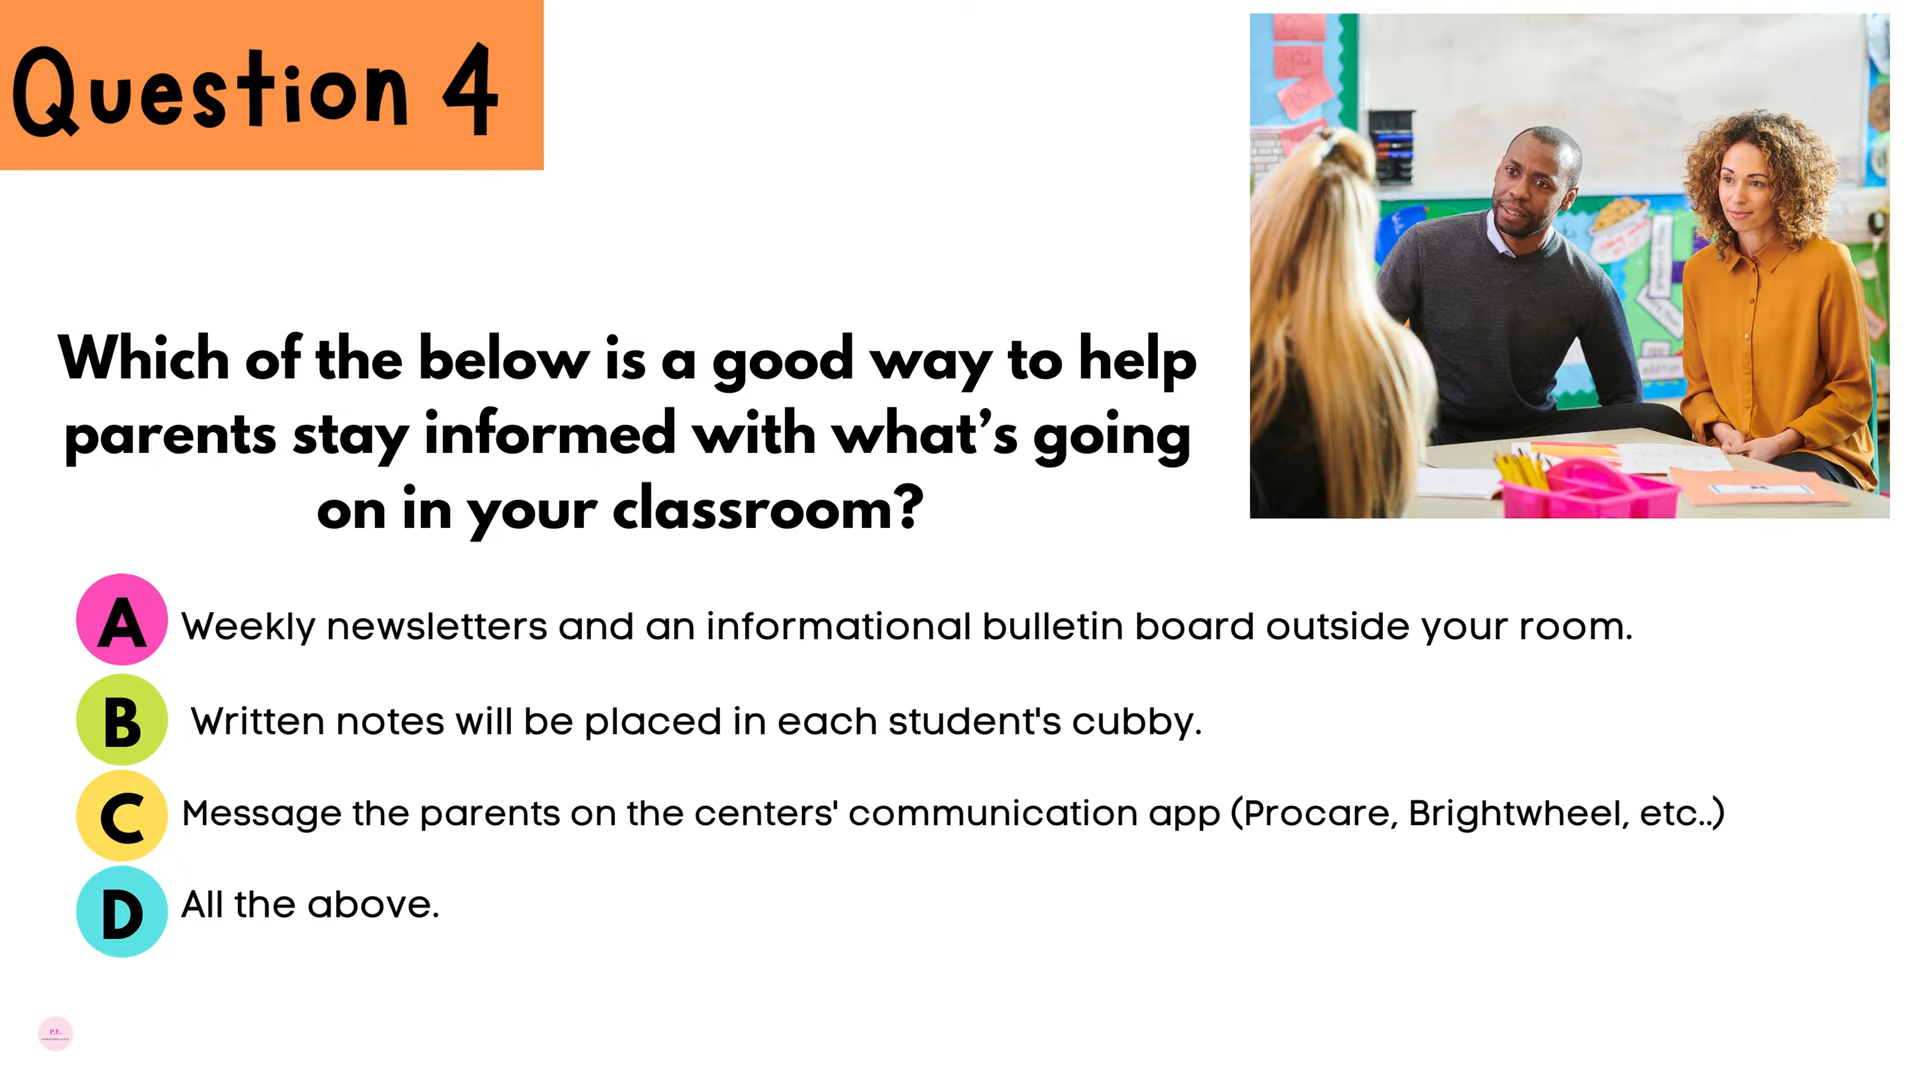 Question 4
Which of the below is a good way to help
parents stay informed with what’s going
on in your classroom?
A Weekly newsletters and an informational bulletin board outside your room.
B Written notes will be placed in each student's cubby.
C Message the parents on the centers' communication app (Procare, Brightwheel, etc..)
D All the above.
P.E.